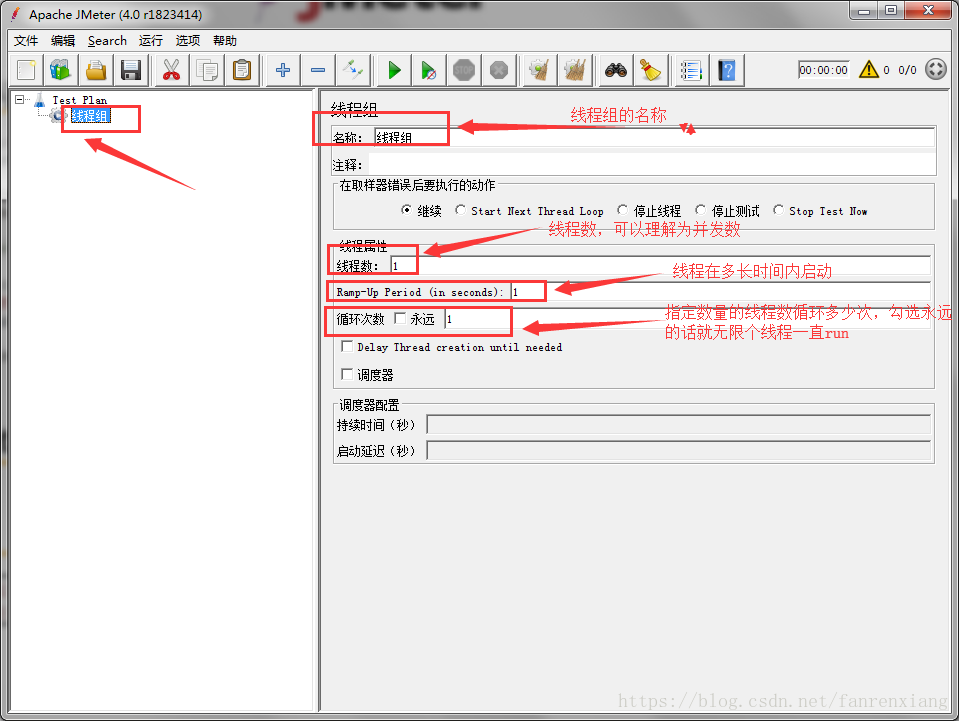 Apache JMeter (4.0 r1823414)
文件 编辑 Search 运行 选项 帮助
00:00:00 0 0/0
Test Plan
线程组
线程组
线程组的名称
名称: 线程组
注释:
在取样器错误后要执行的动作
继续 Start Next Thread Loop 停止线程 停止测试 Stop Test Now
线程数，可以理解为并发数
线程属性
线程数: 1
线程在多长时间内启动
Ramp-Up Period (in seconds): 1
指定数量的线程数循环多少次，勾选永远
的话就无限个线程一直run
循环次数 永远 1
Delay Thread creation until needed
调度器
调度器配置
持续时间（秒）
启动延迟（秒）
https://blog.csdn.net/fanrenxiang